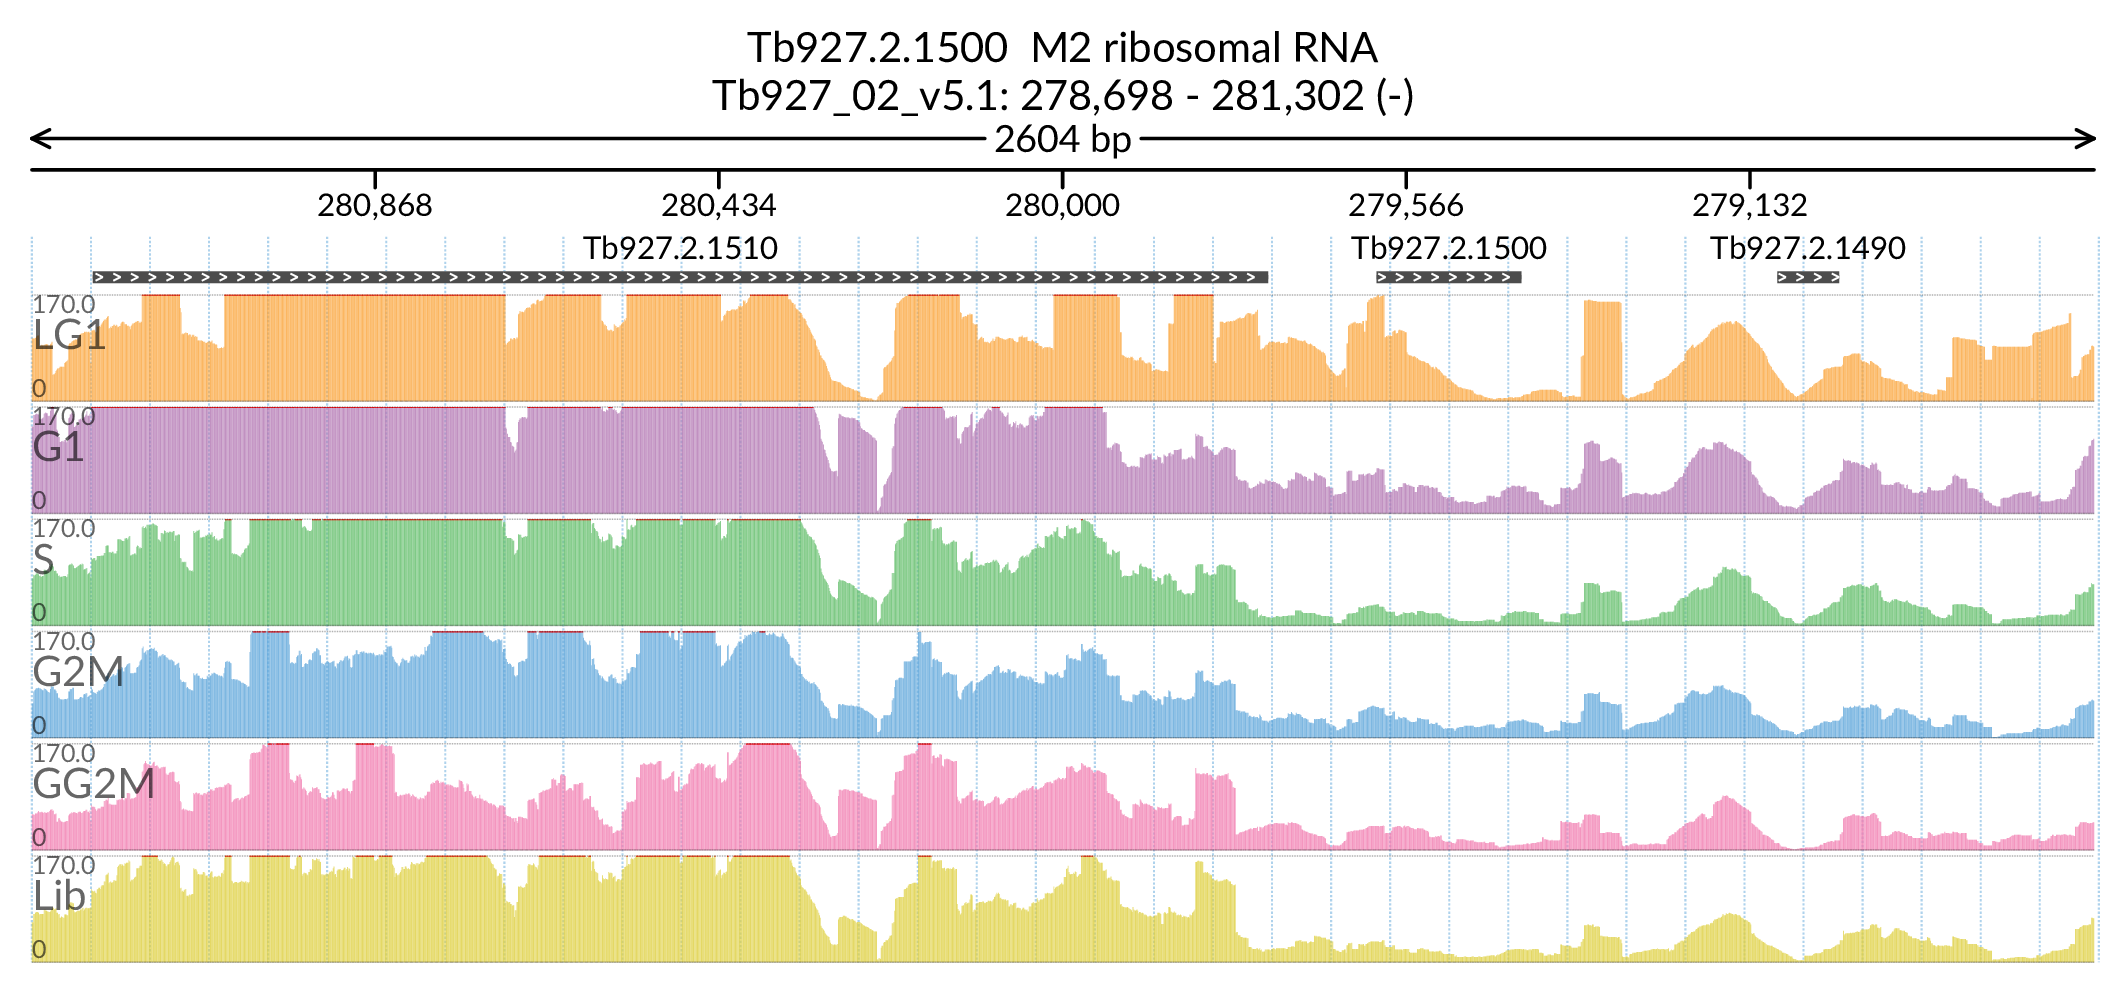 Tb927.2.1500  M2 ribosomal RNA
Tb927_02_v5.1: 278,698 - 281,302 (-)
2604 bp
280,868 280,434 280,000 279,566 279,132
Tb927.2.1510 Tb927.2.1500 Tb927.2.1490
170.0
LG1
0
170.0
G1
0
170.0
S
0
170.0
G2M
0
170.0
GG2M
0
170.0
Lib
0